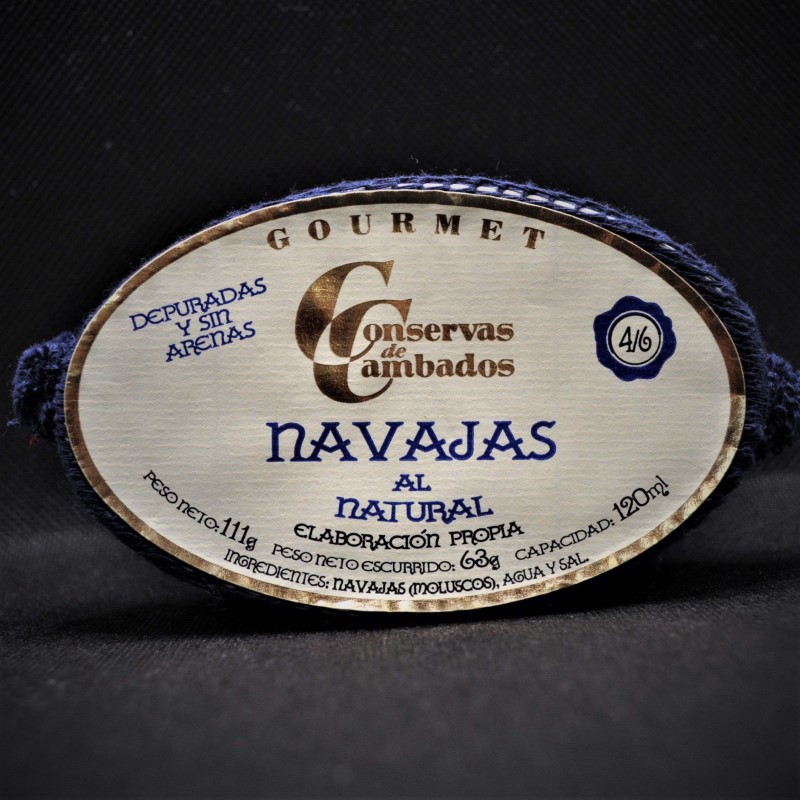 GOURMET
DEPURADAS
Y SIN
ARENAS
Conservas
de
Cambados
4/6
NAVAJAS
AL
NATURAL
ELABORACIÓN PROPIA
PESO NETO: 111g
PESO NETO ESCURRIDO: 63g
CAPACIDAD: 120ml
INGREDIENTES: NAVAJAS (MOLUSCOS), AGUA Y SAL.